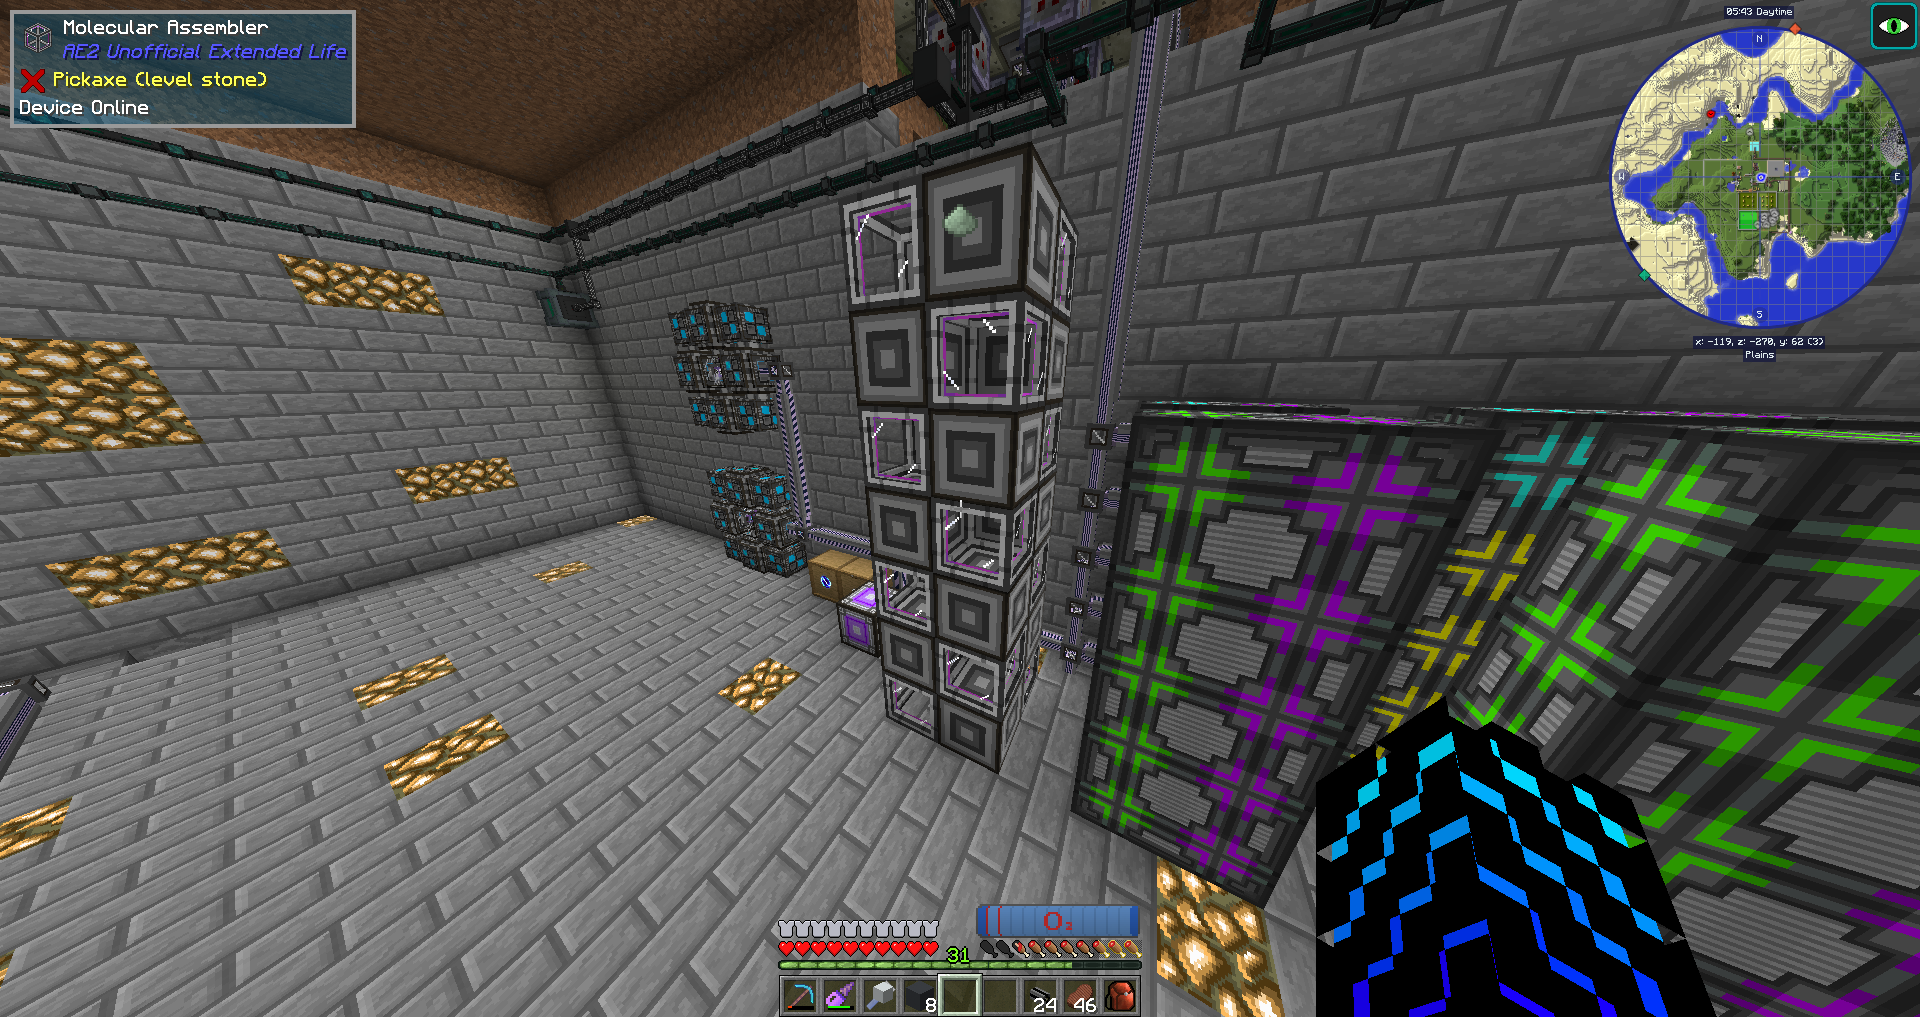 Molecular Assembler
AE2 Unofficial Extended Life
Pickaxe (level stone)
Device Online
05:43 Daytime
N
W
E
S
x: -119, z: -270, y: 62 (3)
Plains
O₂
31
8
24
46